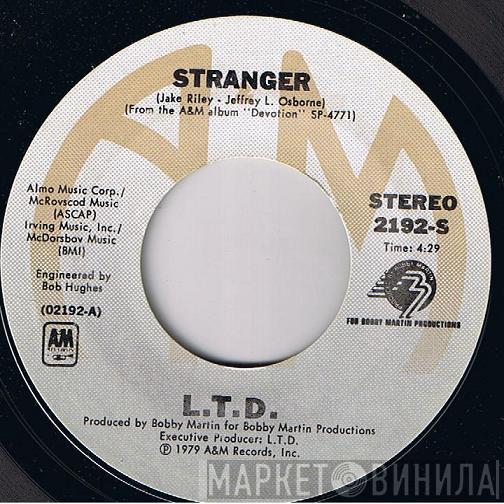 STRANGER
(Jake Riley - Jeffrey L. Osborne)
(From the A&M album "Devotion" SP-4771)
Almo Music Corp./
McRovscod Music
(ASCAP)
Irving Music, Inc./
McDorsbov Music
(BMI)
Engineered by
Bob Hughes
(02192-A)
A&M
STEREO
2192-S
Time: 4:29
FOR BOBBY MARTIN PRODUCTIONS
L.T.D.
Produced by Bobby Martin for Bobby Martin Productions
Executive Producer: L.T.D.
Ⓟ 1979 A&M Records, Inc.
МАРКЕТ ВИНИЛА